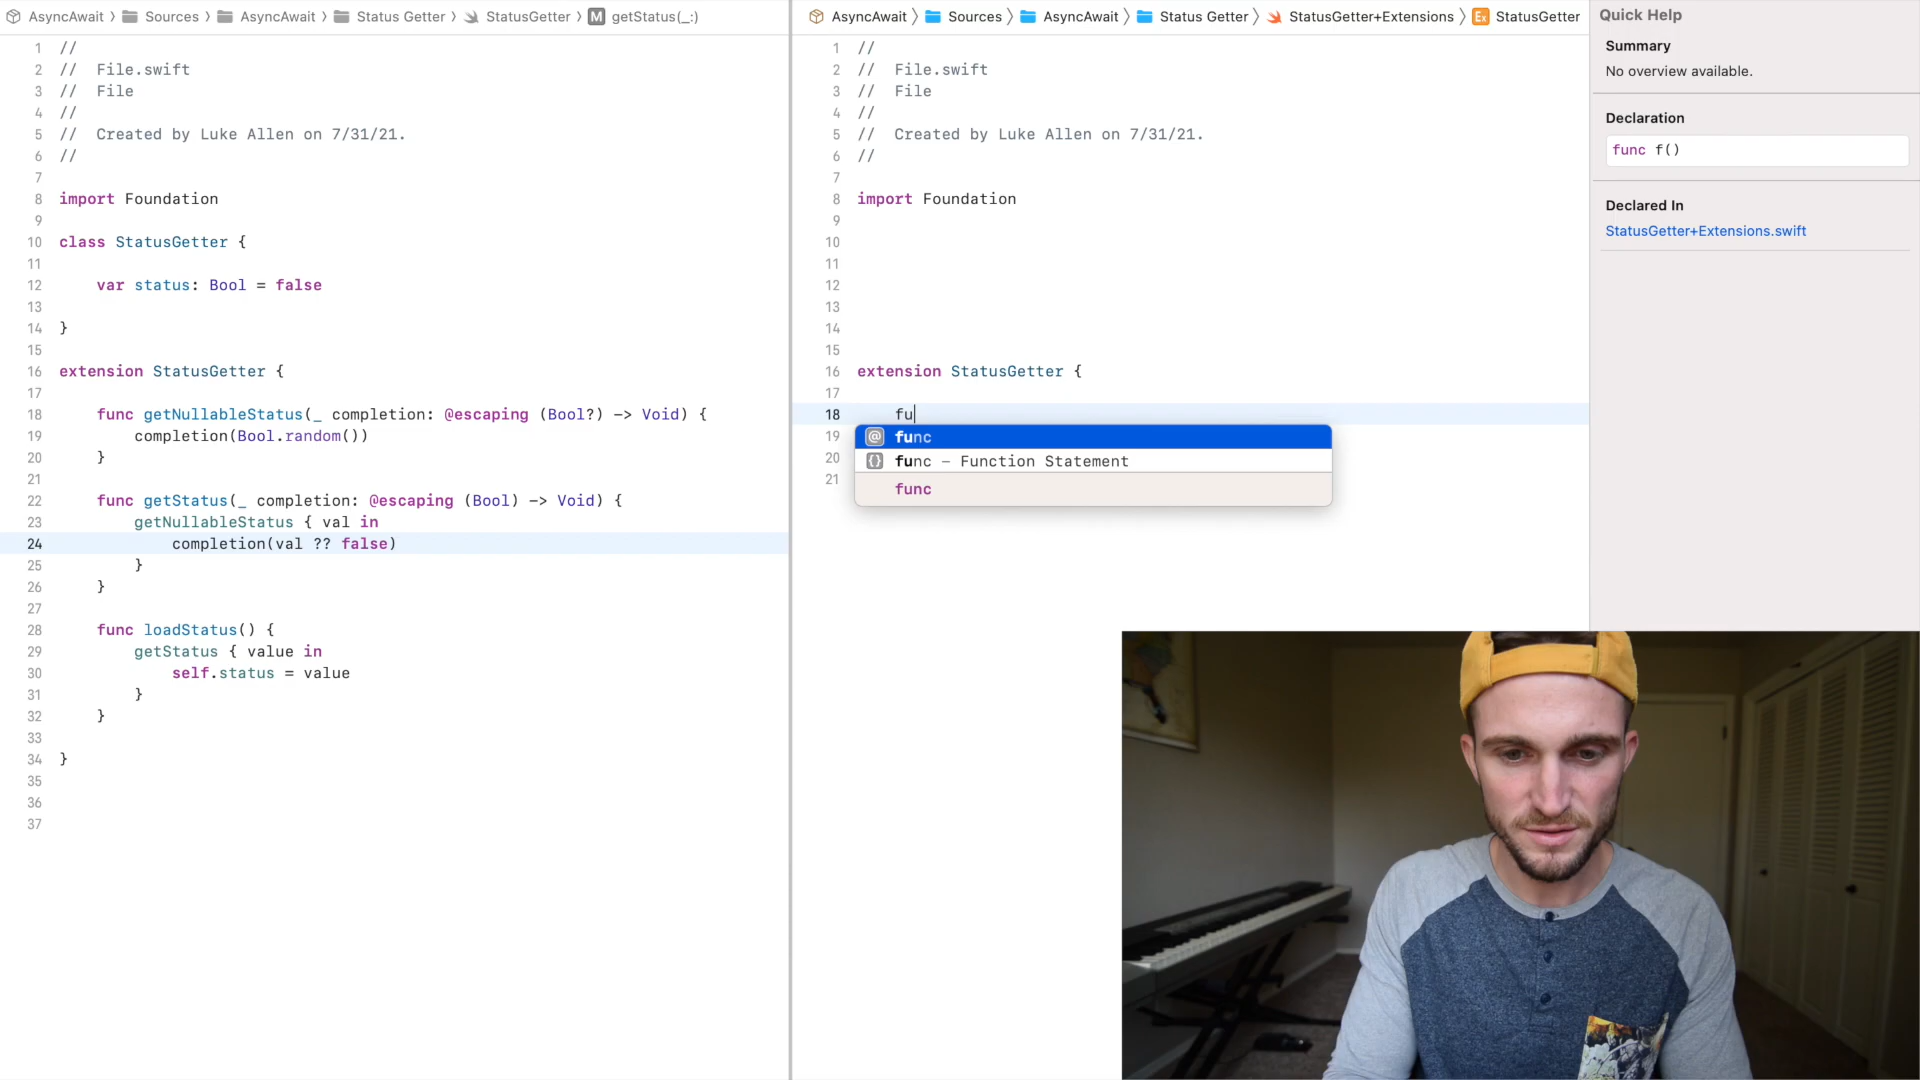 AsyncAwait Sources AsyncAwait Status Getter StatusGetter M getStatus(_:)
1 //
2 // File.swift
3 // File
4 //
5 // Created by Luke Allen on 7/31/21.
6 //
7
8 import Foundation
9
10 class StatusGetter {
11
12 var status: Bool = false
13
14 }
15
16 extension StatusGetter {
17
18 func getNullableStatus(_ completion: @escaping (Bool?) -> Void) {
19 completion(Bool.random())
20 }
21
22 func getStatus(_ completion: @escaping (Bool) -> Void) {
23 getNullableStatus { val in
24 completion(val ?? false)
25 }
26 }
27
28 func loadStatus() {
29 getStatus { value in
30 self.status = value
31 }
32 }
33
34 }
35
36
37
AsyncAwait Sources AsyncAwait Status Getter StatusGetter+Extensions Ex StatusGetter
1 //
2 // File.swift
3 // File
4 //
5 // Created by Luke Allen on 7/31/21.
6 //
7
8 import Foundation
9
10
11
12
13
14
15
16 extension StatusGetter {
17
18 fu
19
20
21
@ func
{} func – Function Statement
func
Quick Help
Summary
No overview available.
Declaration
func f()
Declared In
StatusGetter+Extensions.swift